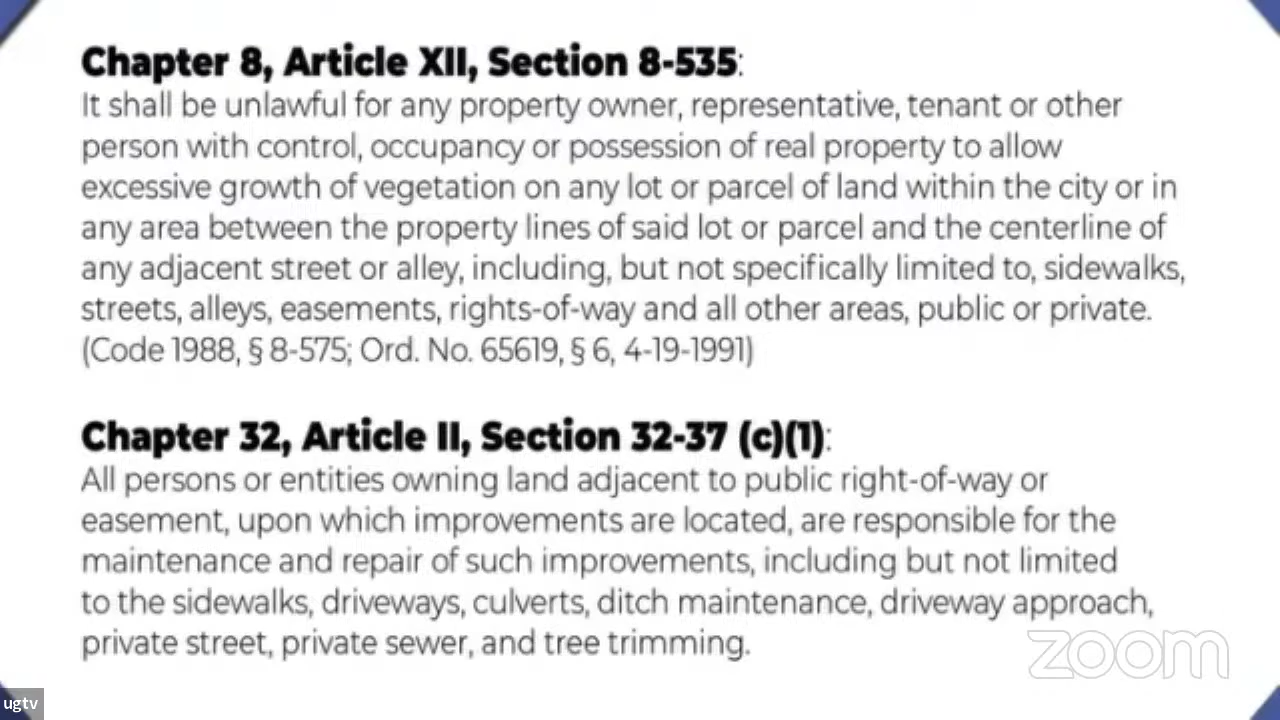 Chapter 8, Article XII, Section 8-535:
It shall be unlawful for any property owner, representative, tenant or other
person with control, occupancy or possession of real property to allow
excessive growth of vegetation on any lot or parcel of land within the city or in
any area between the property lines of said lot or parcel and the centerline of
any adjacent street or alley, including, but not specifically limited to, sidewalks,
streets, alleys, easements, rights-of-way and all other areas, public or private.
(Code 1988, § 8-575; Ord. No. 65619, § 6, 4-19-1991)
Chapter 32, Article II, Section 32-37 (c)(1):
All persons or entities owning land adjacent to public right-of-way or
easement, upon which improvements are located, are responsible for the
maintenance and repair of such improvements, including but not limited
to the sidewalks, driveways, culverts, ditch maintenance, driveway approach,
private street, private sewer, and tree trimming.
zoom
ugtv